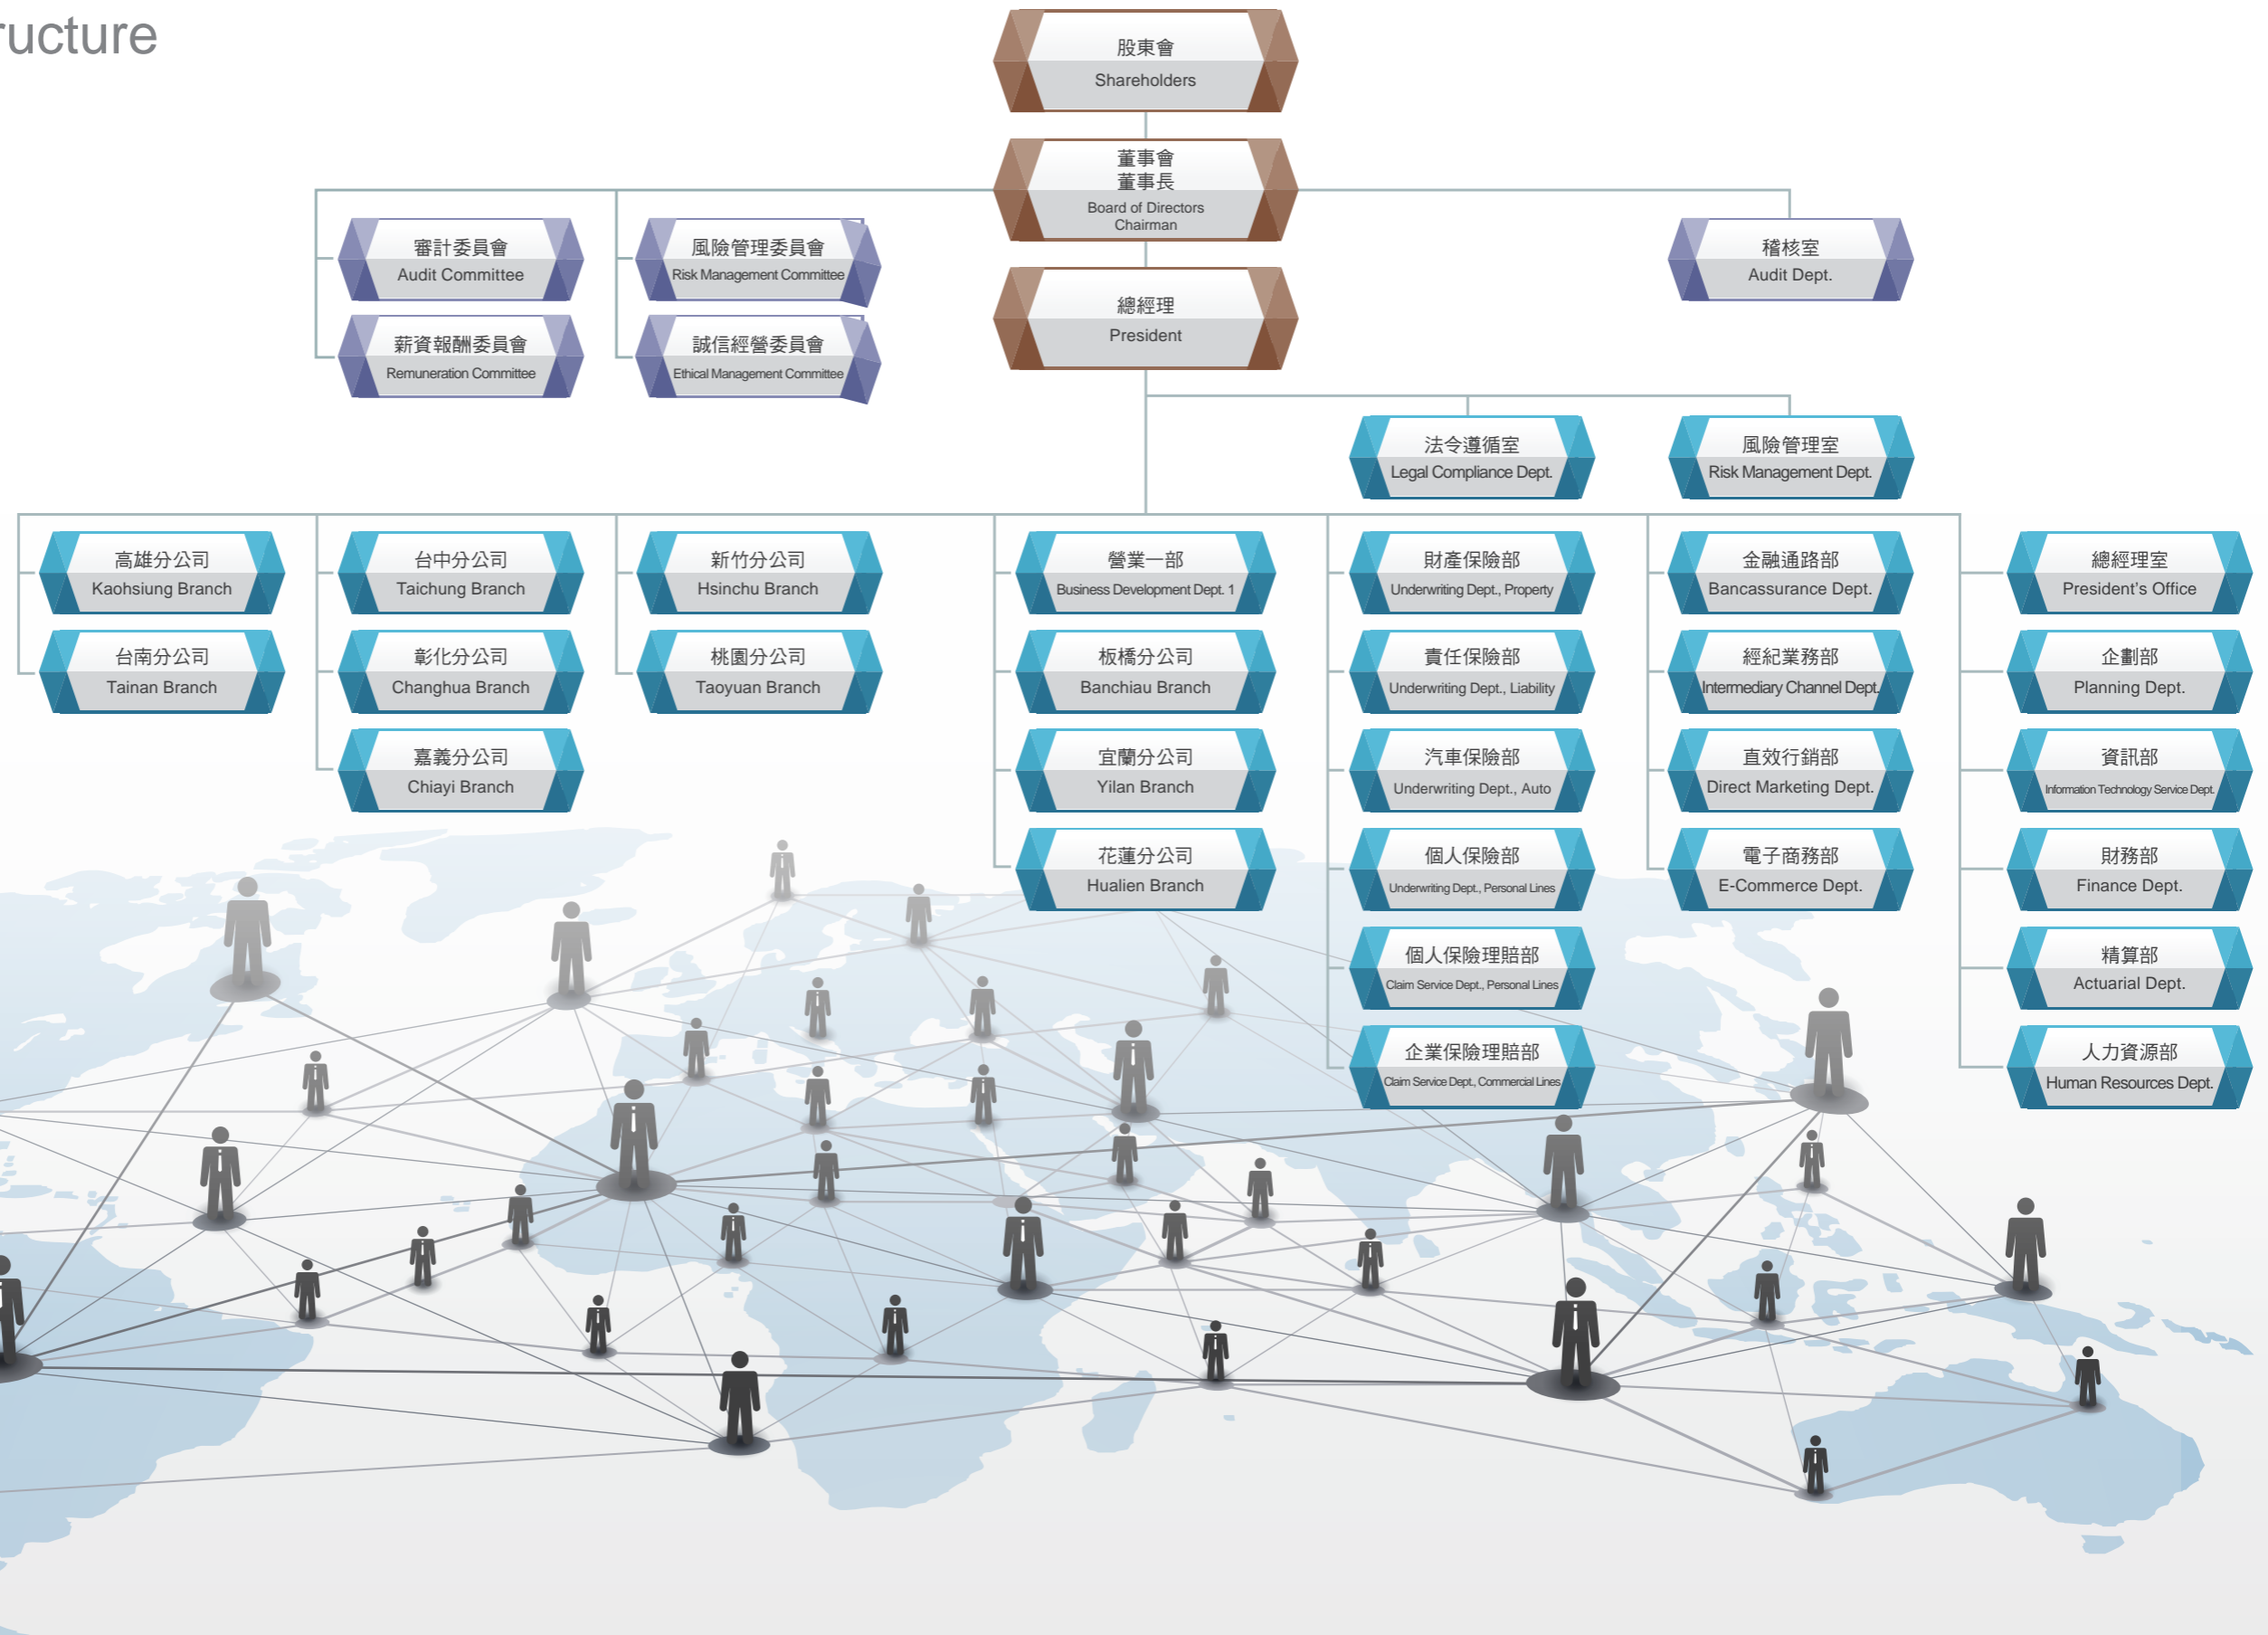 ructure
股東會
Shareholders
董事會
董事長
Board of Directors
Chairman
審計委員會
Audit Committee
風險管理委員會
Risk Management Committee
稽核室
Audit Dept.
總經理
President
薪資報酬委員會
Remuneration Committee
誠信經營委員會
Ethical Management Committee
法令遵循室
Legal Compliance Dept.
風險管理室
Risk Management Dept.
高雄分公司
Kaohsiung Branch
台南分公司
Tainan Branch
台中分公司
Taichung Branch
彰化分公司
Changhua Branch
嘉義分公司
Chiayi Branch
新竹分公司
Hsinchu Branch
桃園分公司
Taoyuan Branch
營業一部
Business Development Dept. 1
板橋分公司
Banchiau Branch
宜蘭分公司
Yilan Branch
花蓮分公司
Hualien Branch
財產保險部
Underwriting Dept., Property
責任保險部
Underwriting Dept., Liability
汽車保險部
Underwriting Dept., Auto
個人保險部
Underwriting Dept., Personal Lines
個人保險理賠部
Claim Service Dept., Personal Lines
企業保險理賠部
Claim Service Dept., Commercial Lines
金融通路部
Bancassurance Dept.
經紀業務部
Intermediary Channel Dept.
直效行銷部
Direct Marketing Dept.
電子商務部
E-Commerce Dept.
總經理室
President’s Office
企劃部
Planning Dept.
資訊部
Information Technology Service Dept.
財務部
Finance Dept.
精算部
Actuarial Dept.
人力資源部
Human Resources Dept.